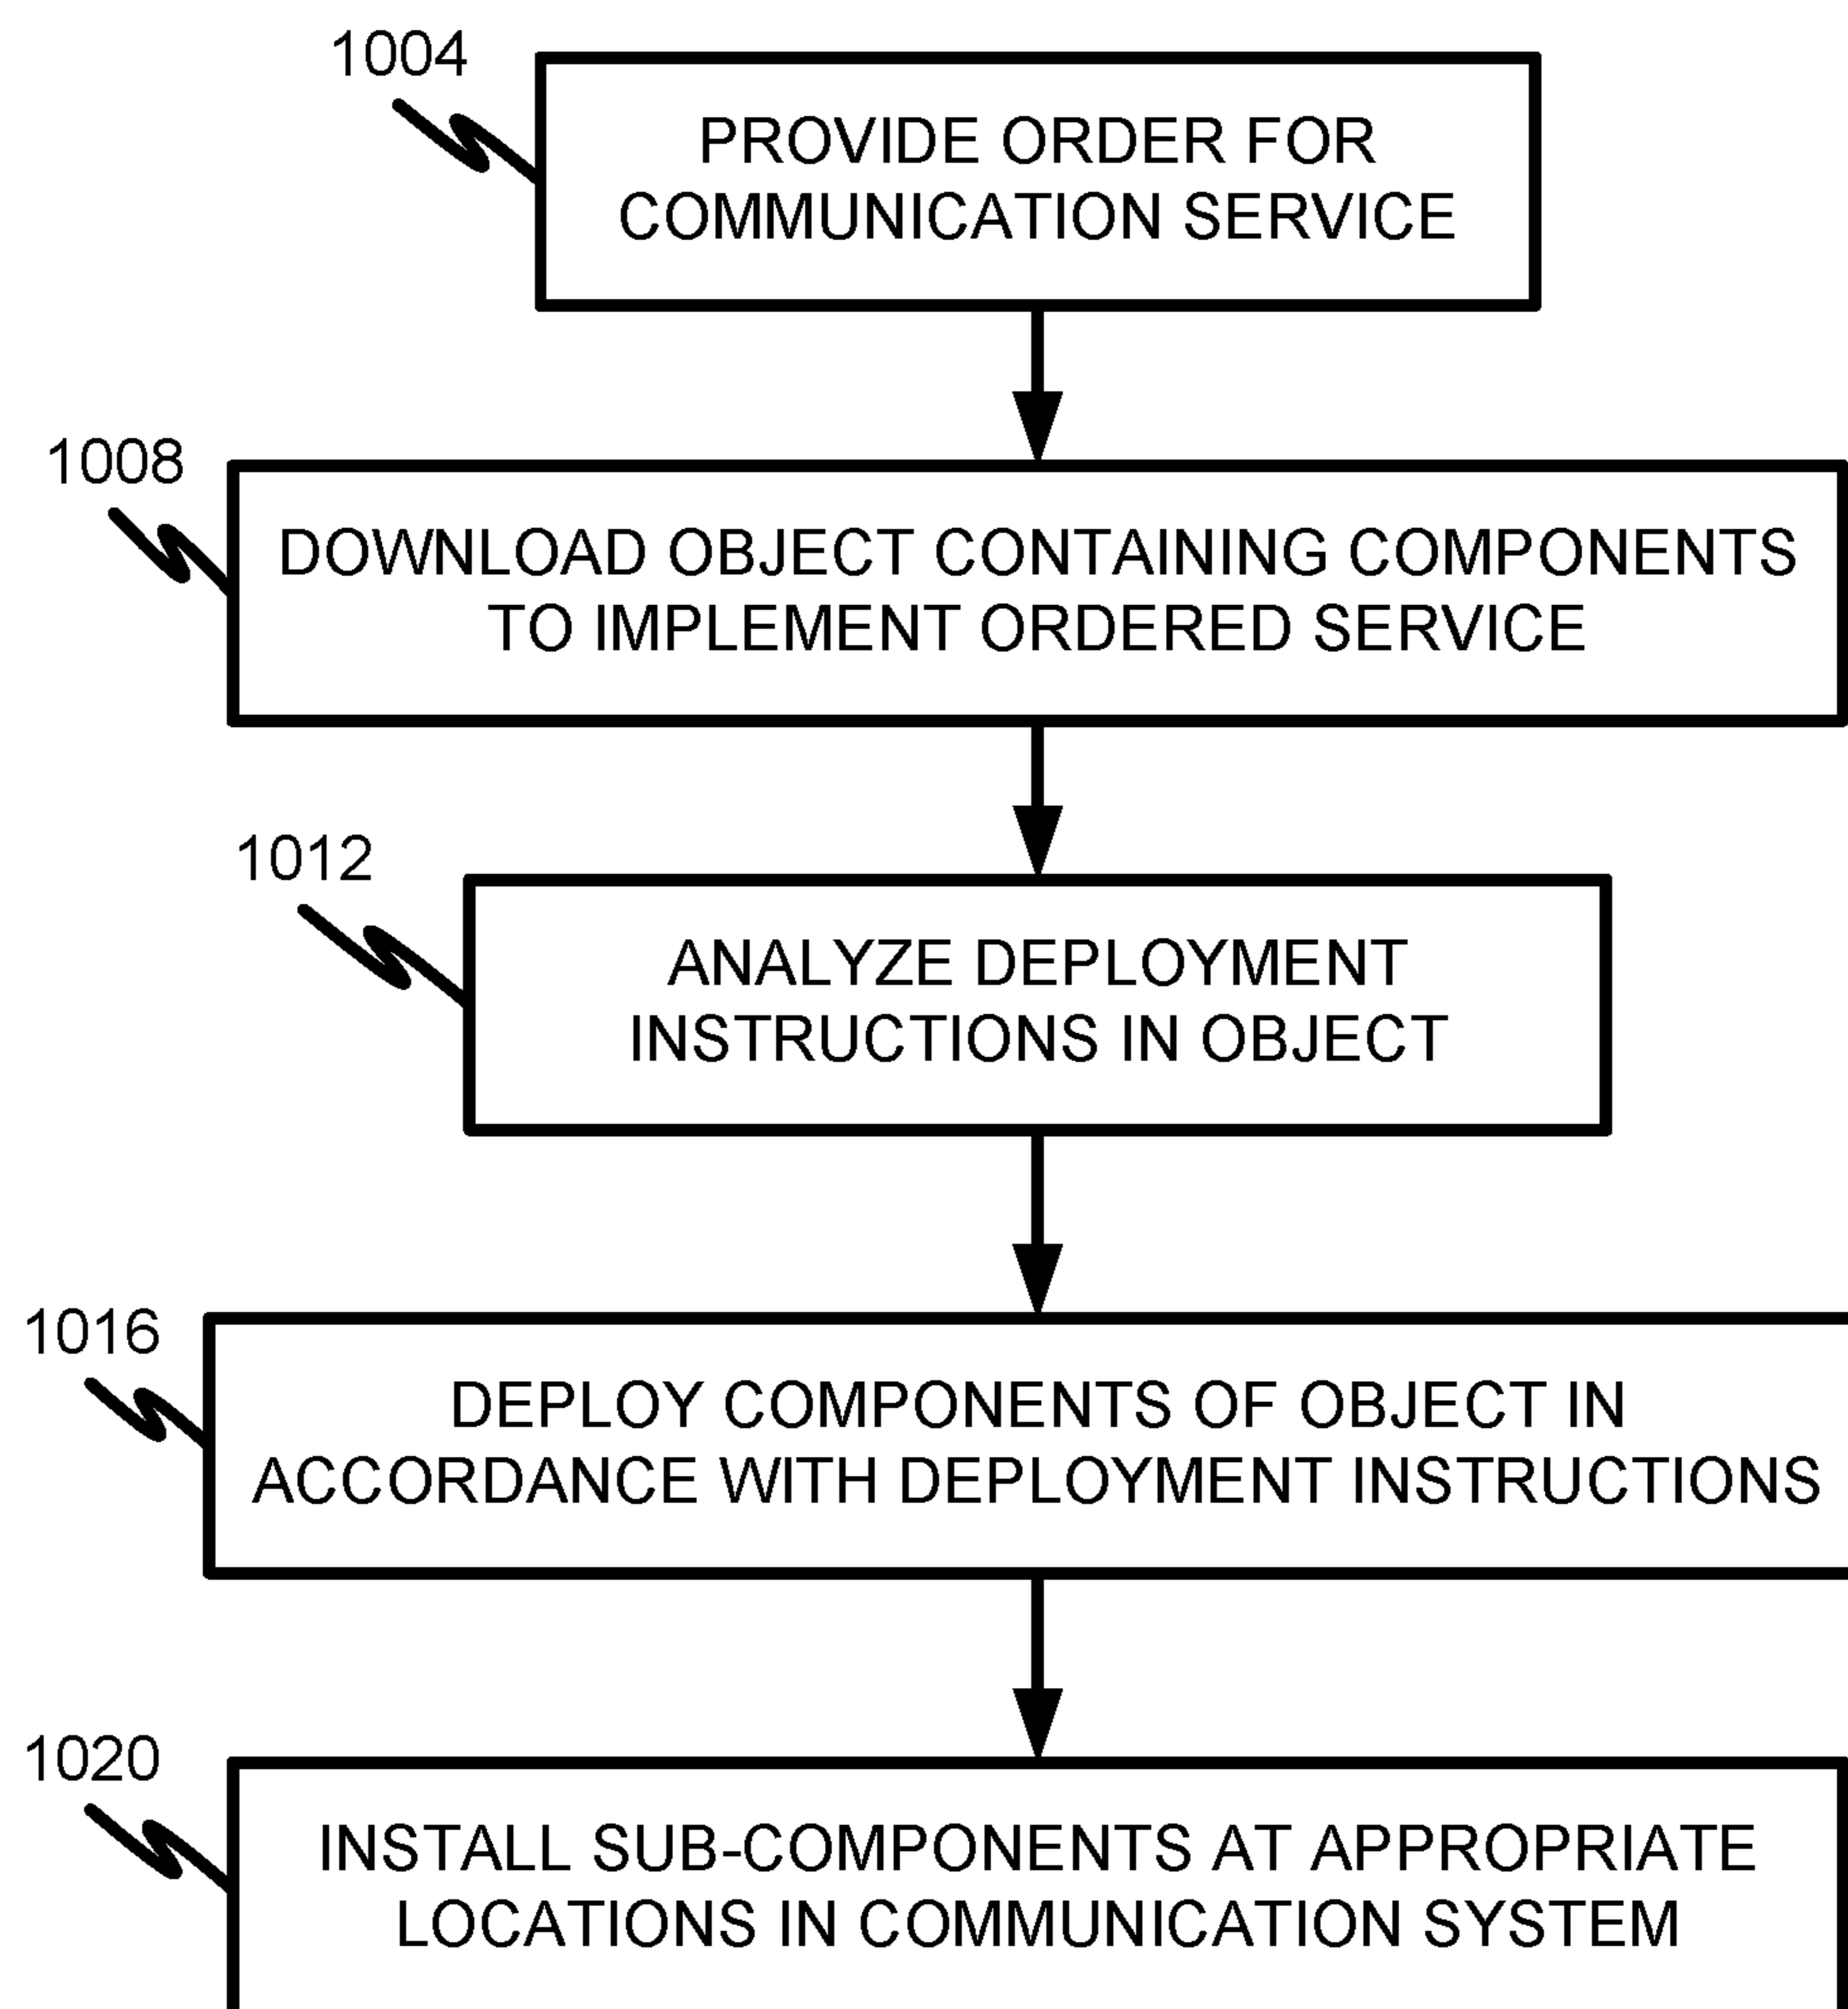 1004
PROVIDE ORDER FOR
COMMUNICATION SERVICE
1008
DOWNLOAD OBJECT CONTAINING COMPONENTS
TO IMPLEMENT ORDERED SERVICE
1012
ANALYZE DEPLOYMENT
INSTRUCTIONS IN OBJECT
1016
DEPLOY COMPONENTS OF OBJECT IN
ACCORDANCE WITH DEPLOYMENT INSTRUCTIONS
1020
INSTALL SUB-COMPONENTS AT APPROPRIATE
LOCATIONS IN COMMUNICATION SYSTEM